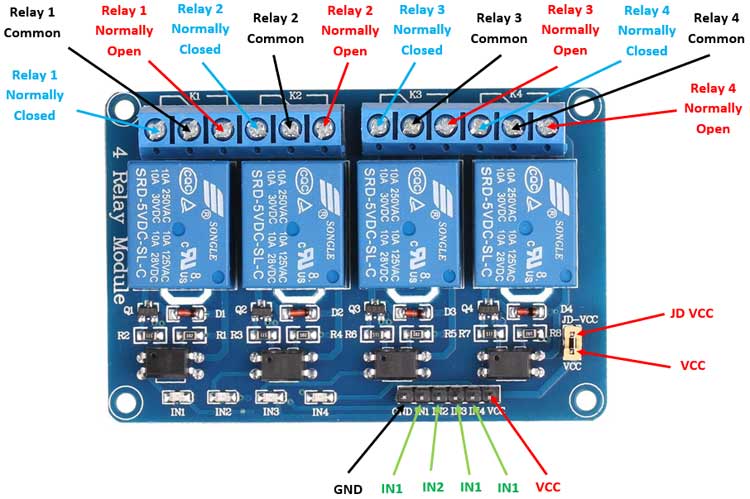 Relay 1
Common
Relay 1
Normally
Open
Relay 2
Normally
Closed
Relay 2
Common
Relay 2
Normally
Open
Relay 3
Normally
Closed
Relay 3
Common
Relay 3
Normally
Open
Relay 4
Normally
Closed
Relay 4
Common
Relay 1
Normally
Closed
Relay 4
Normally
Open
K1
K2
K3
K4
4 Relay Module
SONGLE
CQC
10A 250VAC 10A 125VAC
10A 30VDC 10A 28VDC
SRD-5VDC-SL-C
SONGLE
CQC
10A 250VAC 10A 125VAC
10A 30VDC 10A 28VDC
SRD-5VDC-SL-C
SONGLE
CQC
10A 250VAC 10A 125VAC
10A 30VDC 10A 28VDC
SRD-5VDC-SL-C
SONGLE
CQC
10A 250VAC 10A 125VAC
10A 30VDC 10A 28VDC
SRD-5VDC-SL-C
Q1 D1
Q2 D2
Q3 D3
Q4 D4
R2 R1
R3 R4
R6 R5
R7 R8
JD-VCC
VCC
JD VCC
VCC
IN1 IN2 IN3 IN4
GND IN1 IN2 IN3 IN4 VCC
GND
IN1
IN2
IN1
IN1
VCC